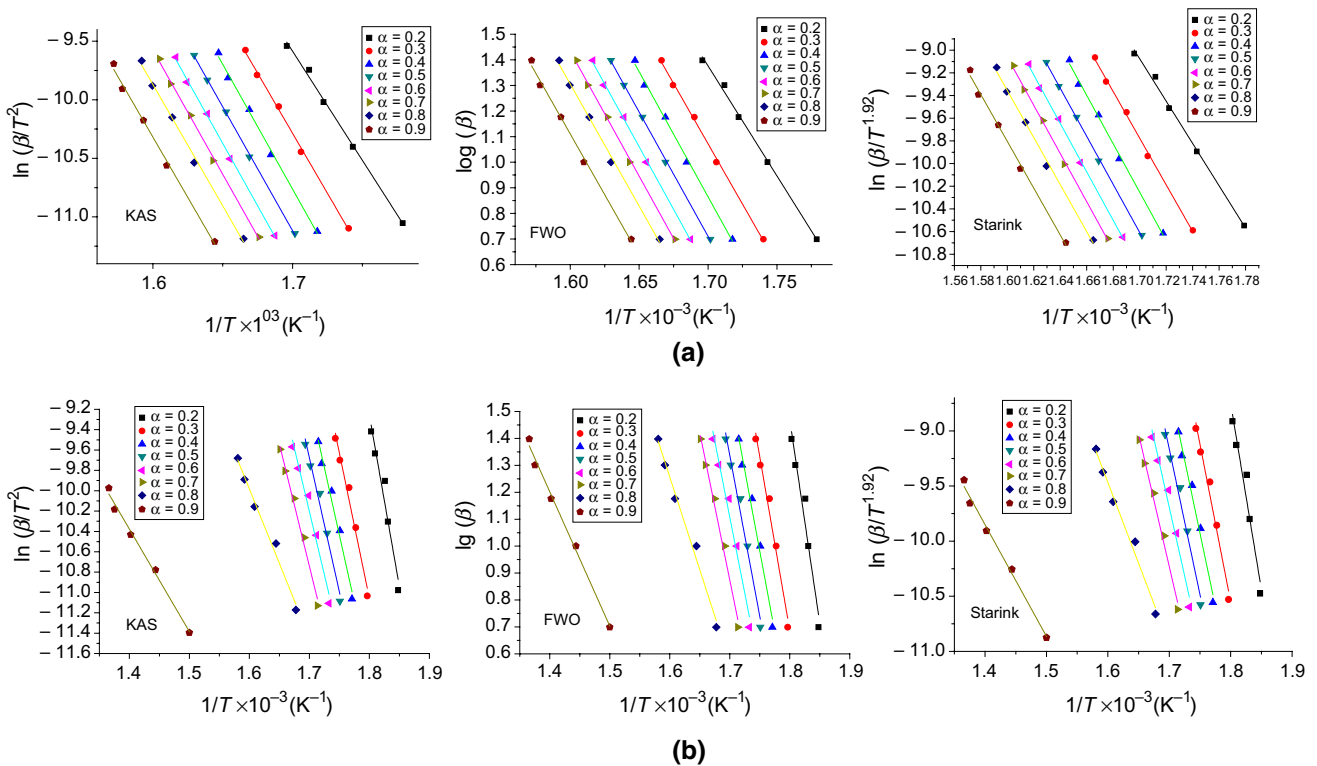 α = 0.2
α = 0.3
α = 0.4
α = 0.5
α = 0.6
α = 0.7
α = 0.8
α = 0.9
− 9.5
− 10.0
− 10.5
− 11.0
ln (β/T²)
KAS
1.6 1.7
1/T ×1⁰³ (K⁻¹)
α = 0.2
α = 0.3
α = 0.4
α = 0.5
α = 0.6
α = 0.7
α = 0.8
α = 0.9
1.5
1.4
1.3
1.2
1.1
1.0
0.9
0.8
0.7
0.6
log (β)
FWO
1.60 1.65 1.70 1.75
1/T ×10⁻³ (K⁻¹)
α = 0.2
α = 0.3
α = 0.4
α = 0.5
α = 0.6
α = 0.7
α = 0.8
α = 0.9
− 9.0
− 9.2
− 9.4
− 9.6
− 9.8
− 10.0
− 10.2
− 10.4
− 10.6
− 10.8
ln (β/T¹·⁹²)
Starink
1.56 1.58 1.60 1.62 1.64 1.66 1.68 1.70 1.72 1.74 1.76 1.78
1/T ×10⁻³ (K⁻¹)
(a)
α = 0.2
α = 0.3
α = 0.4
α = 0.5
α = 0.6
α = 0.7
α = 0.8
α = 0.9
− 9.2
− 9.4
− 9.6
− 9.8
− 10.0
− 10.2
− 10.4
− 10.6
− 10.8
− 11.0
− 11.2
− 11.4
− 11.6
ln (β/T²)
KAS
1.4 1.5 1.6 1.7 1.8 1.9
1/T ×10⁻³ (K⁻¹)
α = 0.2
α = 0.3
α = 0.4
α = 0.5
α = 0.6
α = 0.7
α = 0.8
α = 0.9
1.5
1.4
1.3
1.2
1.1
1.0
0.9
0.8
0.7
0.6
lg (β)
FWO
1.4 1.5 1.6 1.7 1.8 1.9
1/T ×10⁻³ (K⁻¹)
α = 0.2
α = 0.3
α = 0.4
α = 0.5
α = 0.6
α = 0.7
α = 0.8
α = 0.9
− 9.0
− 9.5
− 10.0
− 10.5
− 11.0
ln (β/T¹·⁹²)
Starink
1.4 1.5 1.6 1.7 1.8 1.9
1/T ×10⁻³ (K⁻¹)
(b)